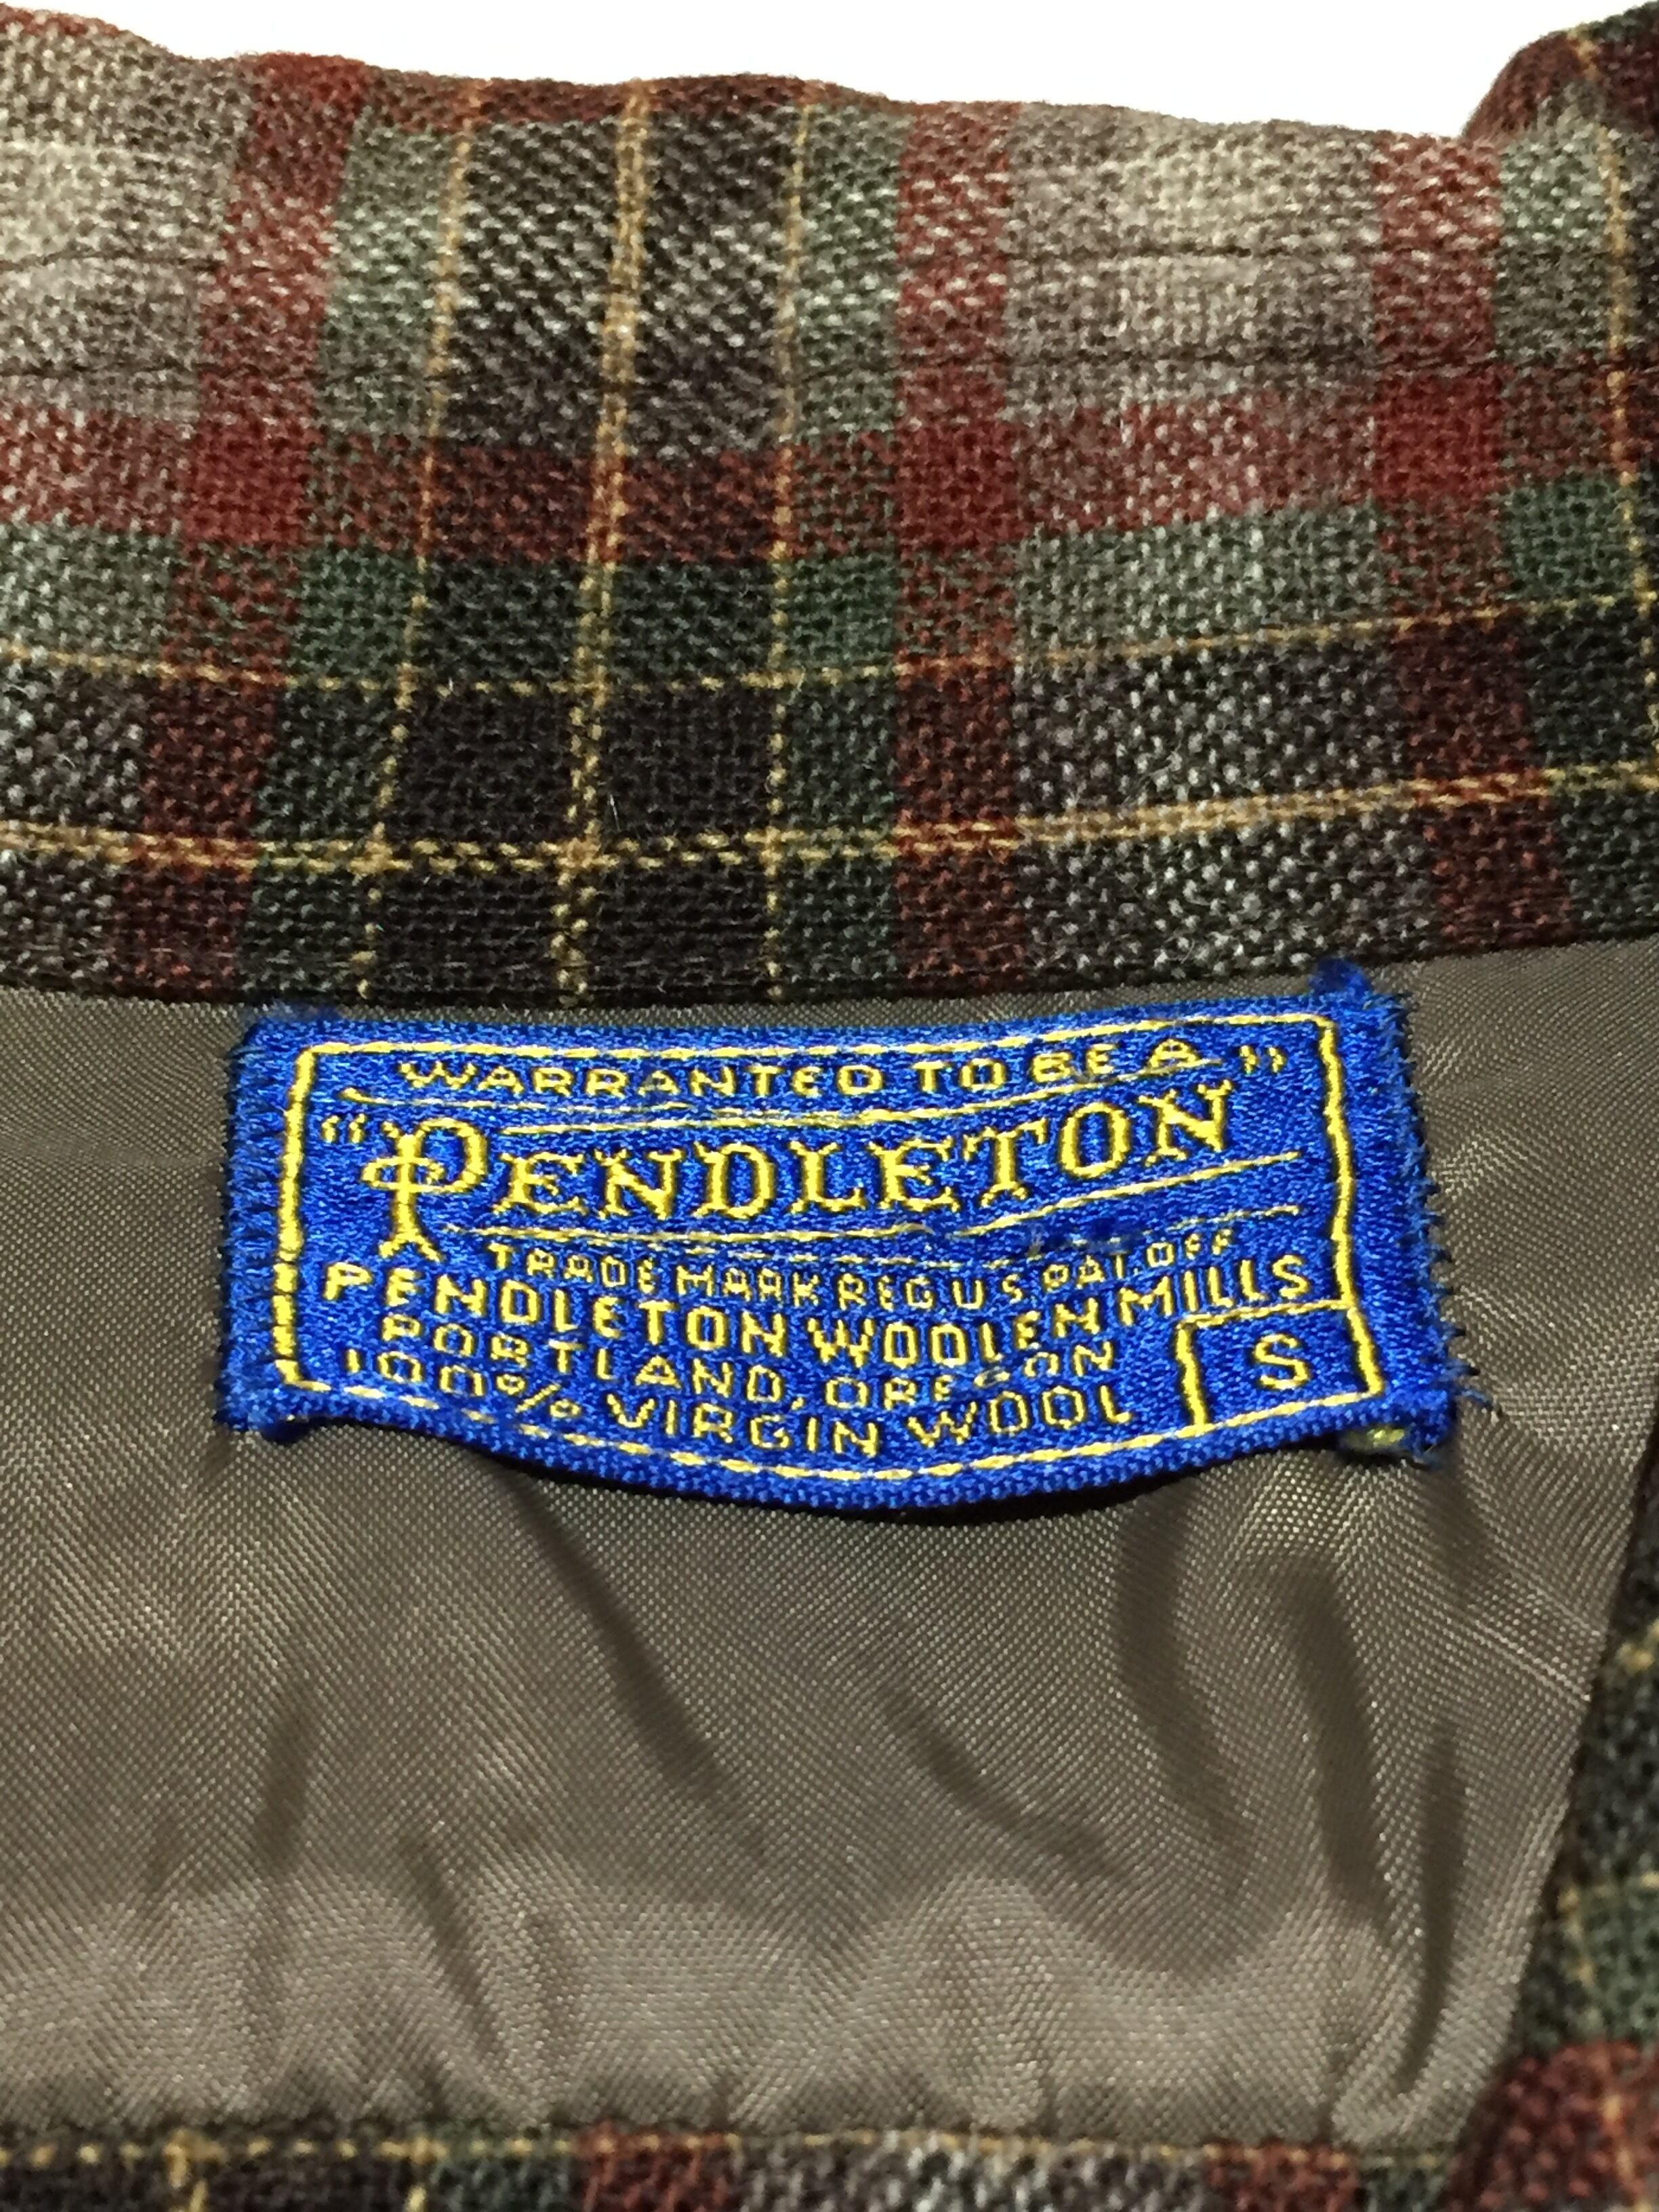 WARRANTED TO BE A
"PENDLETON"
TRADE MARK REG. U.S. PAT. OFF.
PENDLETON WOOLEN MILLS
PORTLAND, OREGON
100% VIRGIN WOOL
S